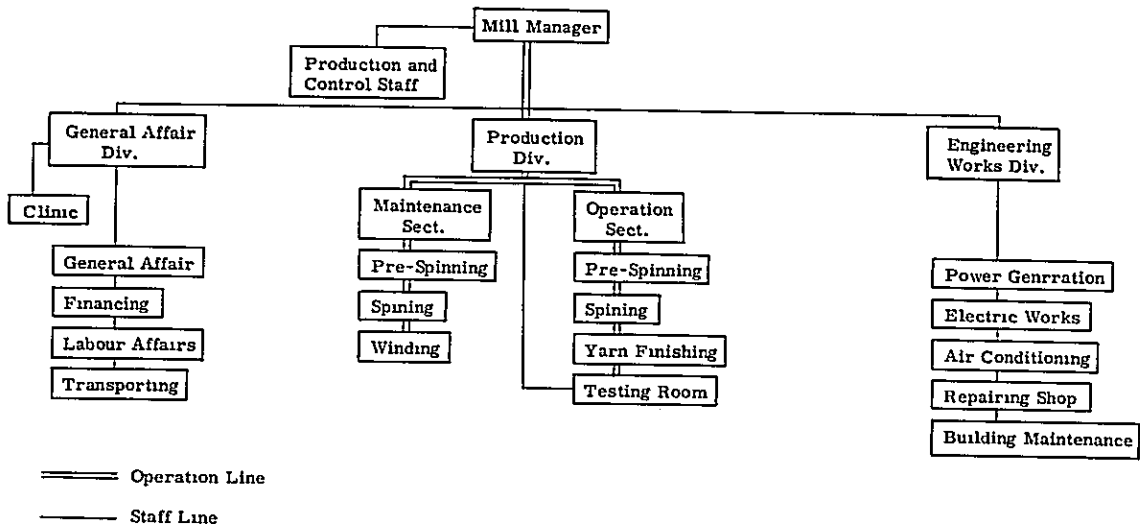 Mill Manager
Production and
Control Staff
General Affair
Div.
Production
Div.
Engineering
Works Div.
Clinic
Maintenance
Sect.
Operation
Sect.
General Affair
Financing
Labour Affairs
Transporting
Pre-Spinning
Spining
Winding
Pre-Spinning
Spining
Yarn Finishing
Testing Room
Power Genrration
Electric Works
Air Conditioning
Repairing Shop
Building Maintenance
Operation Line
Staff Line